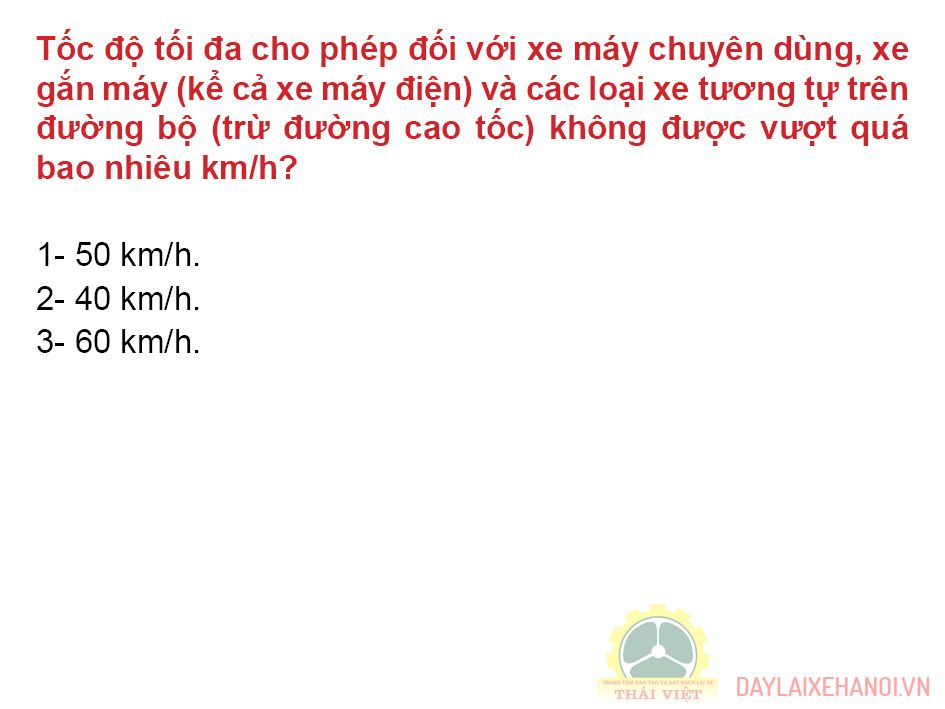 Tốc độ tối đa cho phép đối với xe máy chuyên dùng, xe
gắn máy (kể cả xe máy điện) và các loại xe tương tự trên
đường bộ (trừ đường cao tốc) không được vượt quá
bao nhiêu km/h?
1- 50 km/h.
2- 40 km/h.
3- 60 km/h.
TRUNG TÂM ĐÀO TẠO VÀ SÁT HẠCH LÁI XE
THÁI VIỆT
DAYLAIXEHANOI.VN